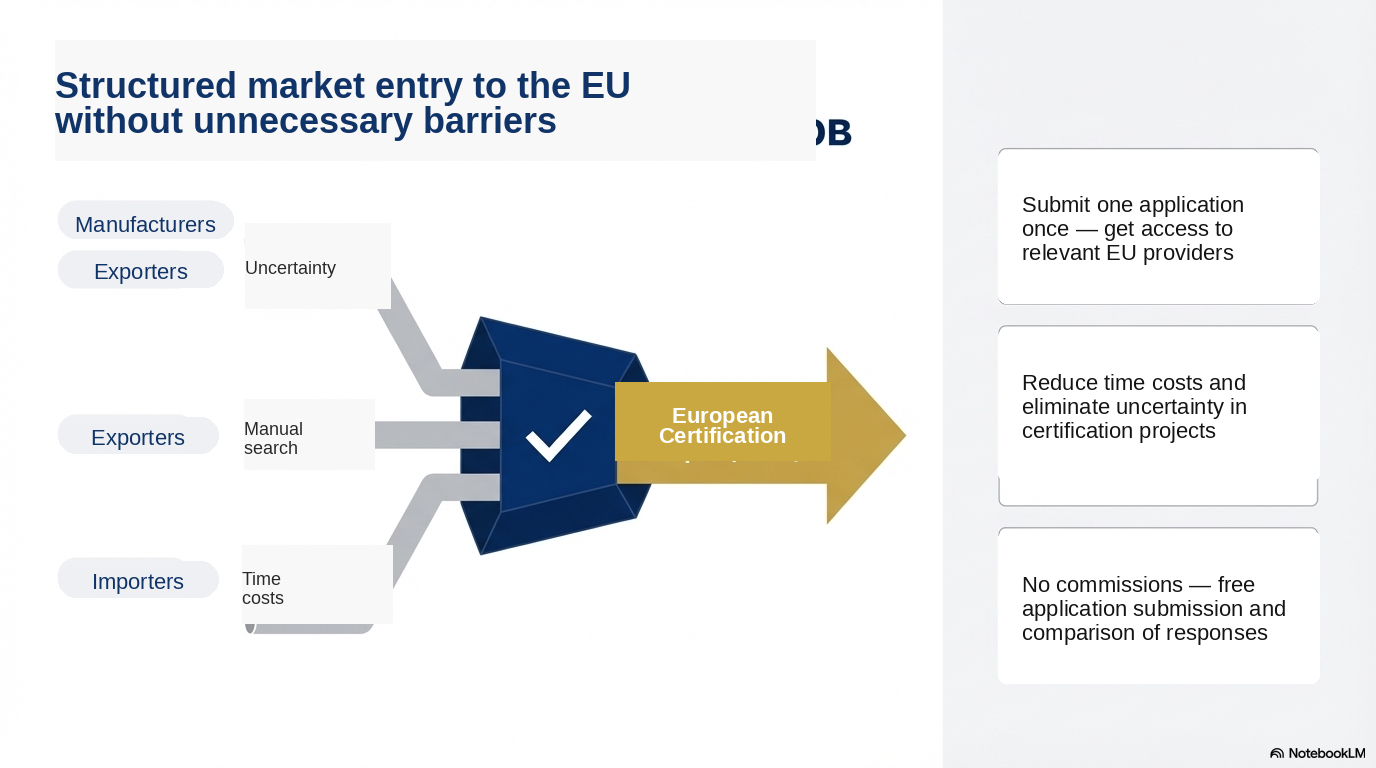 Structured market entry to the EU
without unnecessary barriers
ОВ
Manufacturers
Exporters
Uncertainty
Exporters
Manual
search
Importers
Time
costs
European
Certification
Submit one application
once — get access to
relevant EU providers
Reduce time costs and
eliminate uncertainty in
certification projects
No commissions — free
application submission and
comparison of responses
NotebookLM